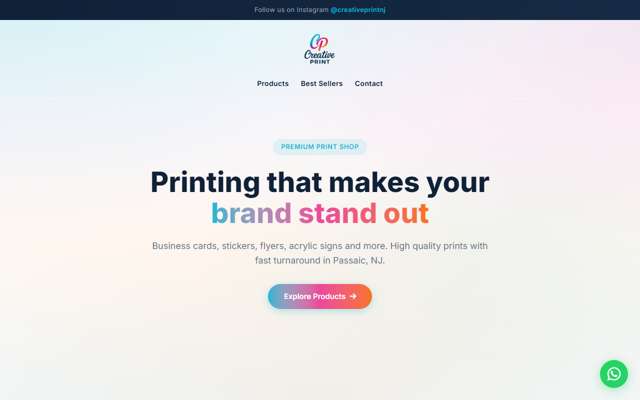 Follow us on Instagram @creativeprintnj
Cp
Creative
PRINT
Products Best Sellers Contact
PREMIUM PRINT SHOP
Printing that makes your
brand stand out
Business cards, stickers, flyers, acrylic signs and more. High quality prints with
fast turnaround in Passaic, NJ.
Explore Products →